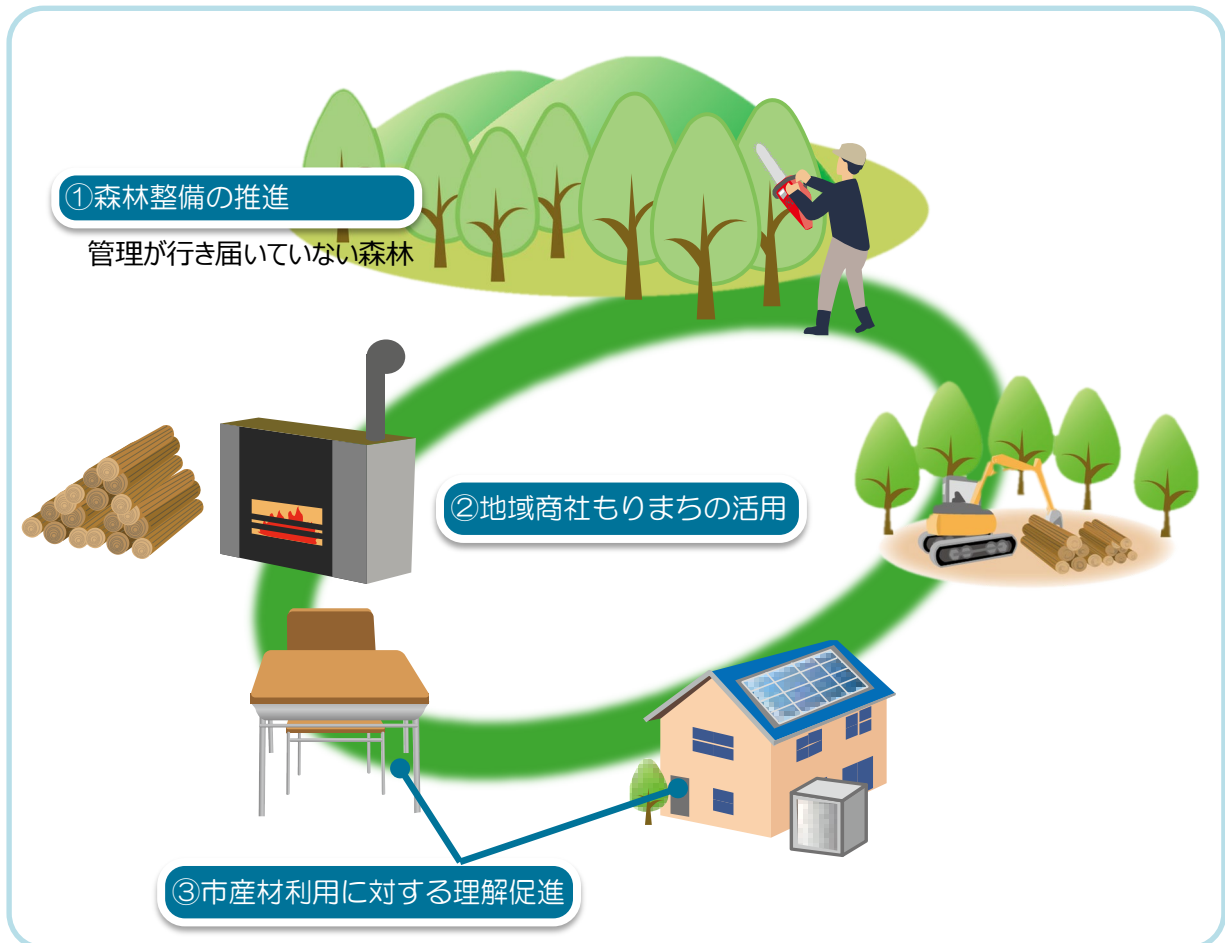 ①森林整備の推進
管理が行き届いていない森林
②地域商社もりまちの活用
③市産材利用に対する理解促進